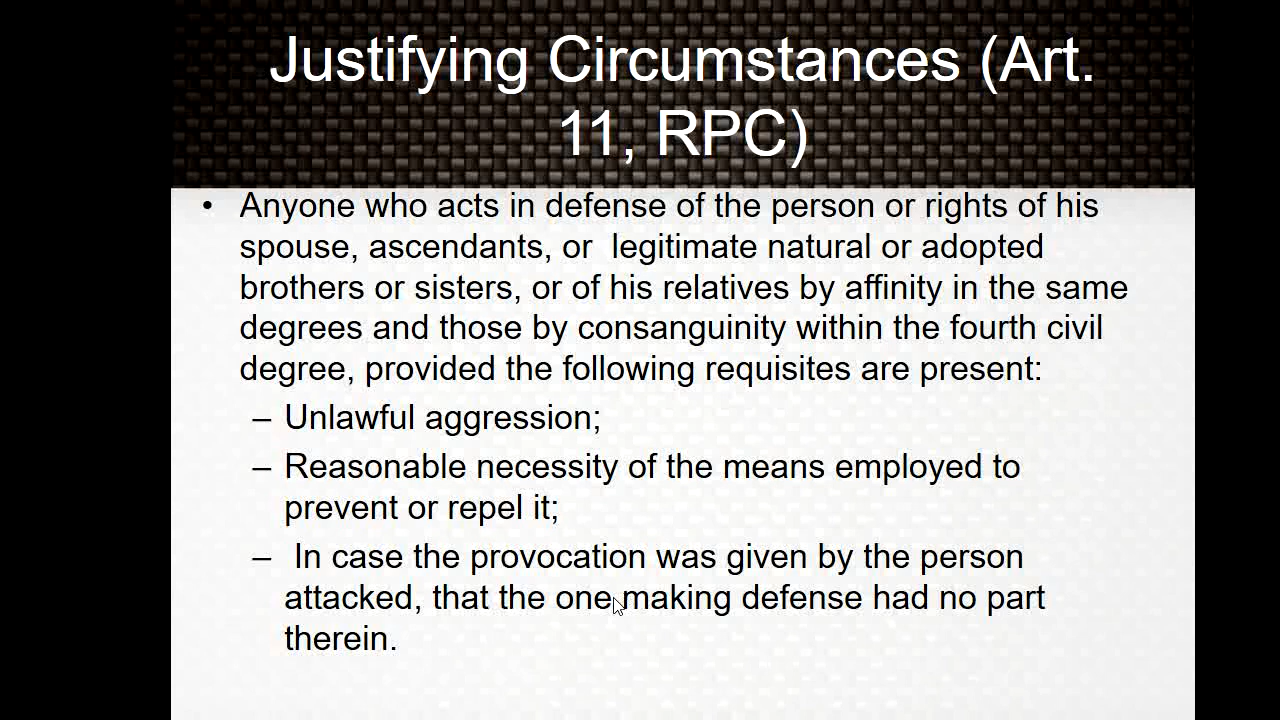 Justifying Circumstances (Art.
11, RPC)
• Anyone who acts in defense of the person or rights of his
spouse, ascendants, or  legitimate natural or adopted
brothers or sisters, or of his relatives by affinity in the same
degrees and those by consanguinity within the fourth civil
degree, provided the following requisites are present:
– Unlawful aggression;
– Reasonable necessity of the means employed to
prevent or repel it;
–  In case the provocation was given by the person
attacked, that the one making defense had no part
therein.